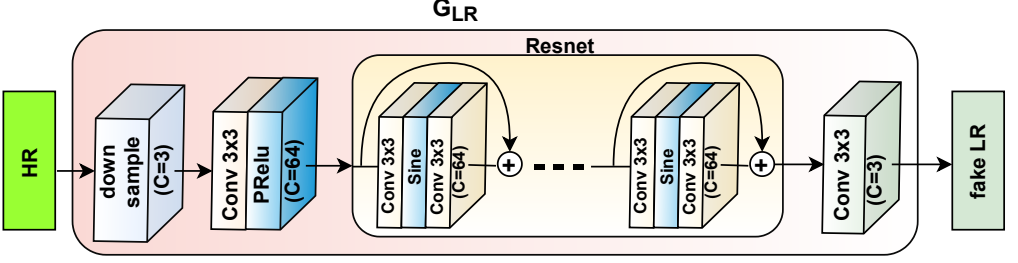 G_LR
Resnet
HR
down
sample
(C=3)
Conv 3x3
PRelu
(C=64)
Conv 3x3
Sine
Conv 3x3
(C=64)
+
Conv 3x3
Sine
Conv 3x3
(C=64)
+
Conv 3x3
(C=3)
fake LR